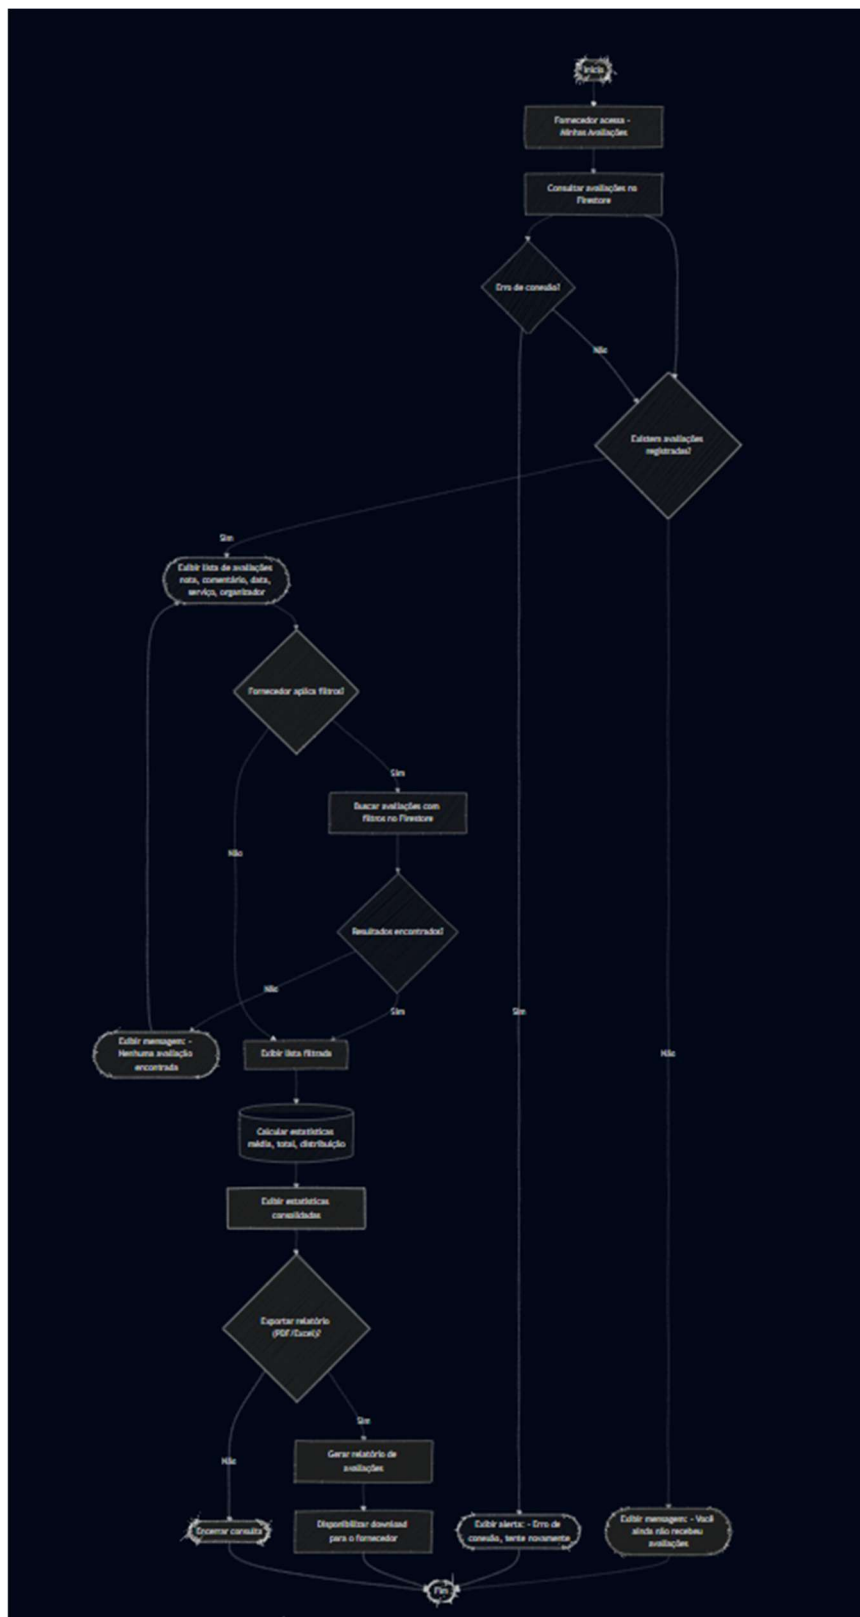 Início
Fornecedor acessa -
Minhas Avaliações
Consultar avaliações no
Firestore
Erro de conexão?
Não
Existem avaliações
registradas?
Sim
Exibir lista de avaliações
nota, comentário, data,
serviço, organizador
Fornecedor aplica filtros?
Sim
Buscar avaliações com
filtros no Firestore
Não
Resultados encontrados?
Não
Sim
Sim
Exibir mensagem: -
Nenhuma avaliação
encontrada
Exibir lista filtrada
Não
Calcular estatísticas
média, total, distribuição
Exibir estatísticas
consolidadas
Exportar relatório
(PDF/Excel)?
Sim
Não
Gerar relatório de
avaliações
Encerrar consulta
Disponibilizar download
para o fornecedor
Exibir alerta: - Erro de
conexão, tente novamente
Exibir mensagem: - Você
ainda não recebeu
avaliações
Fim